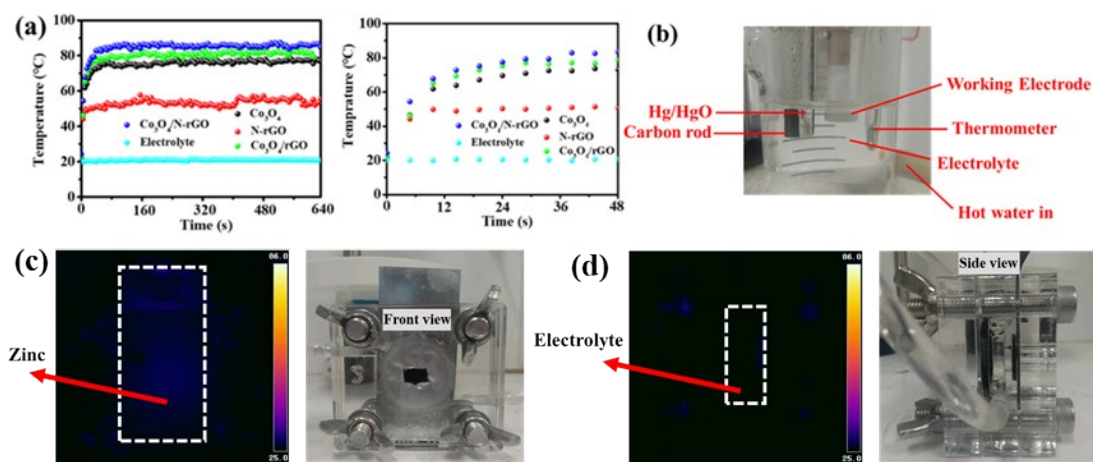 (a)
100
80
60
40
20
0
Temperature (°C)
Co₃O₄/N-rGO
Electrolyte
Co₃O₄
N-rGO
Co₃O₄/rGO
0 160 320 480 640
Time (s)
100
80
60
40
20
0
Temperature (°C)
Co₃O₄/N-rGO
Electrolyte
Co₃O₄
N-rGO
Co₃O₄/rGO
0 12 24 36 48
Time (s)
(b)
Hg/HgO
Carbon rod
Working Electrode
Thermometer
Electrolyte
Hot water in
(c)
Zinc
86.0
25.0
Front view
S
(d)
Electrolyte
86.0
25.0
Side view